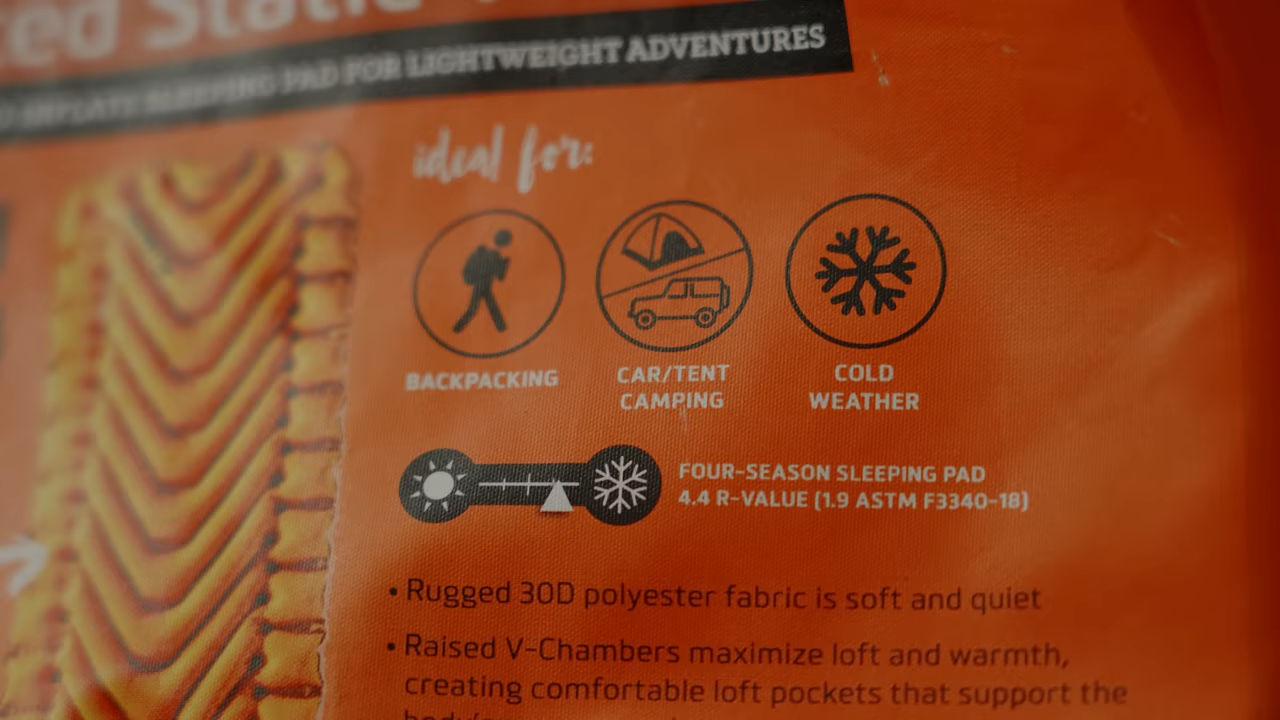 ed Static
INFLATE SLEEPING PAD FOR LIGHTWEIGHT ADVENTURES
ideal for:
BACKPACKING
CAR/TENT
CAMPING
COLD
WEATHER
FOUR-SEASON SLEEPING PAD
4.4 R-VALUE (1.9 ASTM F3340-18)
• Rugged 30D polyester fabric is soft and quiet
• Raised V-Chambers maximize loft and warmth,
creating comfortable loft pockets that support the